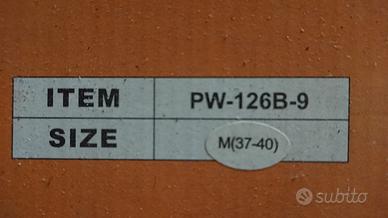 ITEM PW-126B-9
SIZE M(37-40)
subito